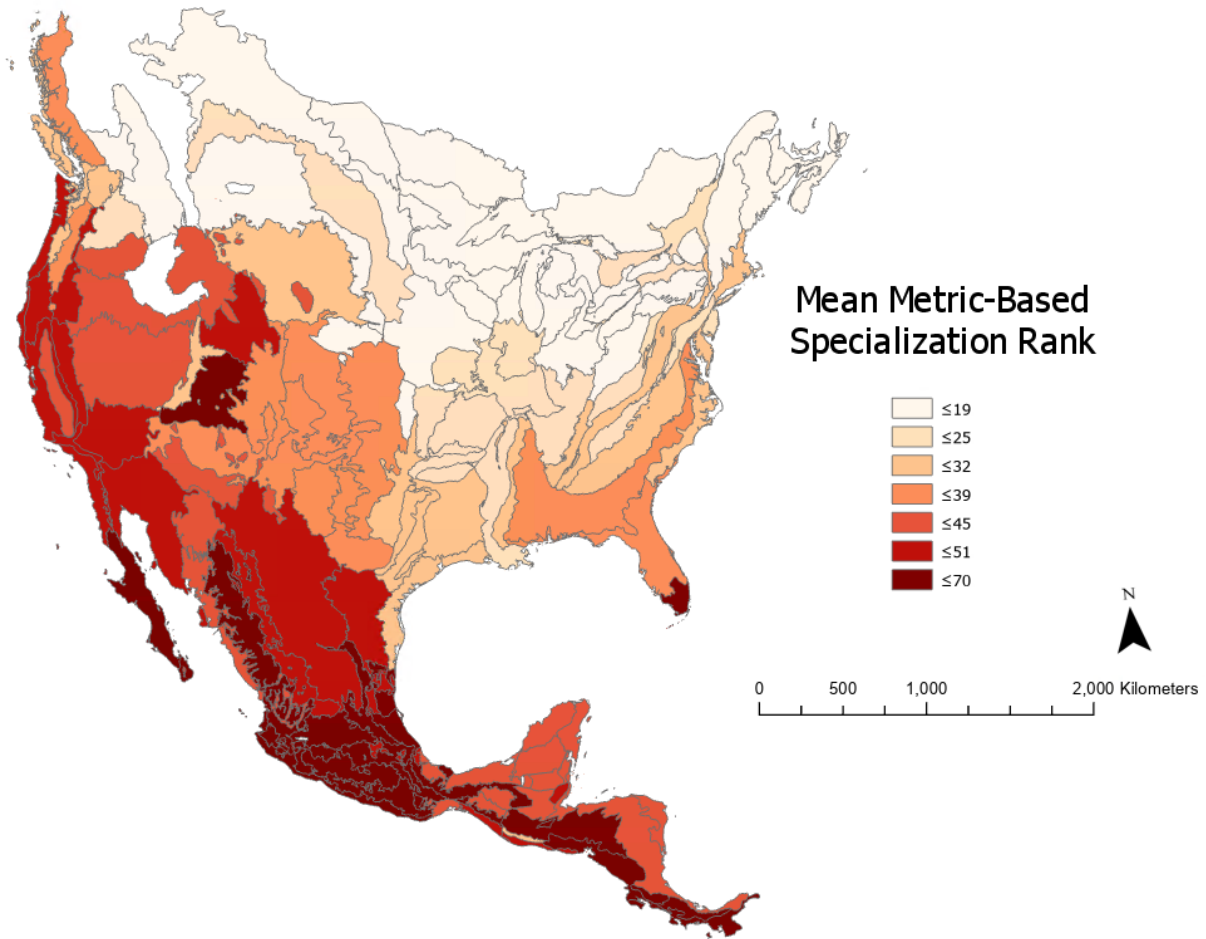 Mean Metric-Based
Specialization Rank
≤19
≤25
≤32
≤39
≤45
≤51
≤70
N
0 500 1,000 2,000 Kilometers